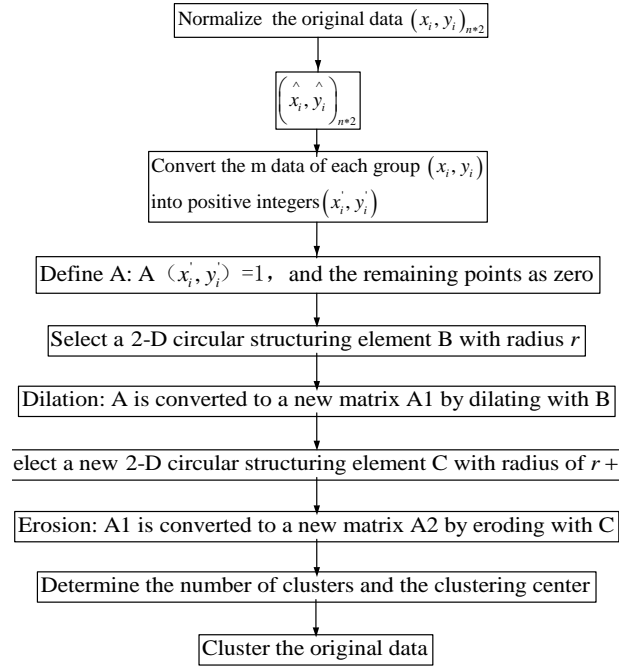 Normalize the original data (x_i, y_i)_{n*2}
(x̂_i, ŷ_i)_{n*2}
Convert the m data of each group (x_i, y_i)
into positive integers(x_i', y_i')
Define A: A（x_i', y_i'）=1，and the remaining points as zero
Select a 2-D circular structuring element B with radius r
Dilation: A is converted to a new matrix A1 by dilating with B
elect a new 2-D circular structuring element C with radius of r +
Erosion: A1 is converted to a new matrix A2 by eroding with C
Determine the number of clusters and the clustering center
Cluster the original data